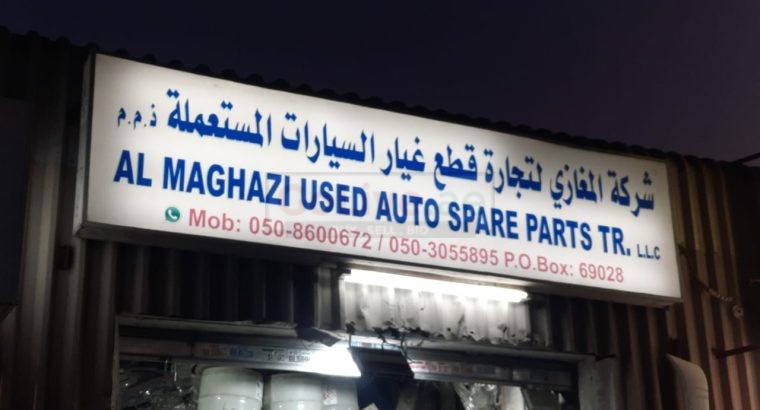 شركة المغازي لتجارة قطع غيار السيارات المستعملة ذ.م.م
AL MAGHAZI USED AUTO SPARE PARTS TR. L.L.C
Mob: 050-8600672 / 050-3055895 P.O.Box: 69028